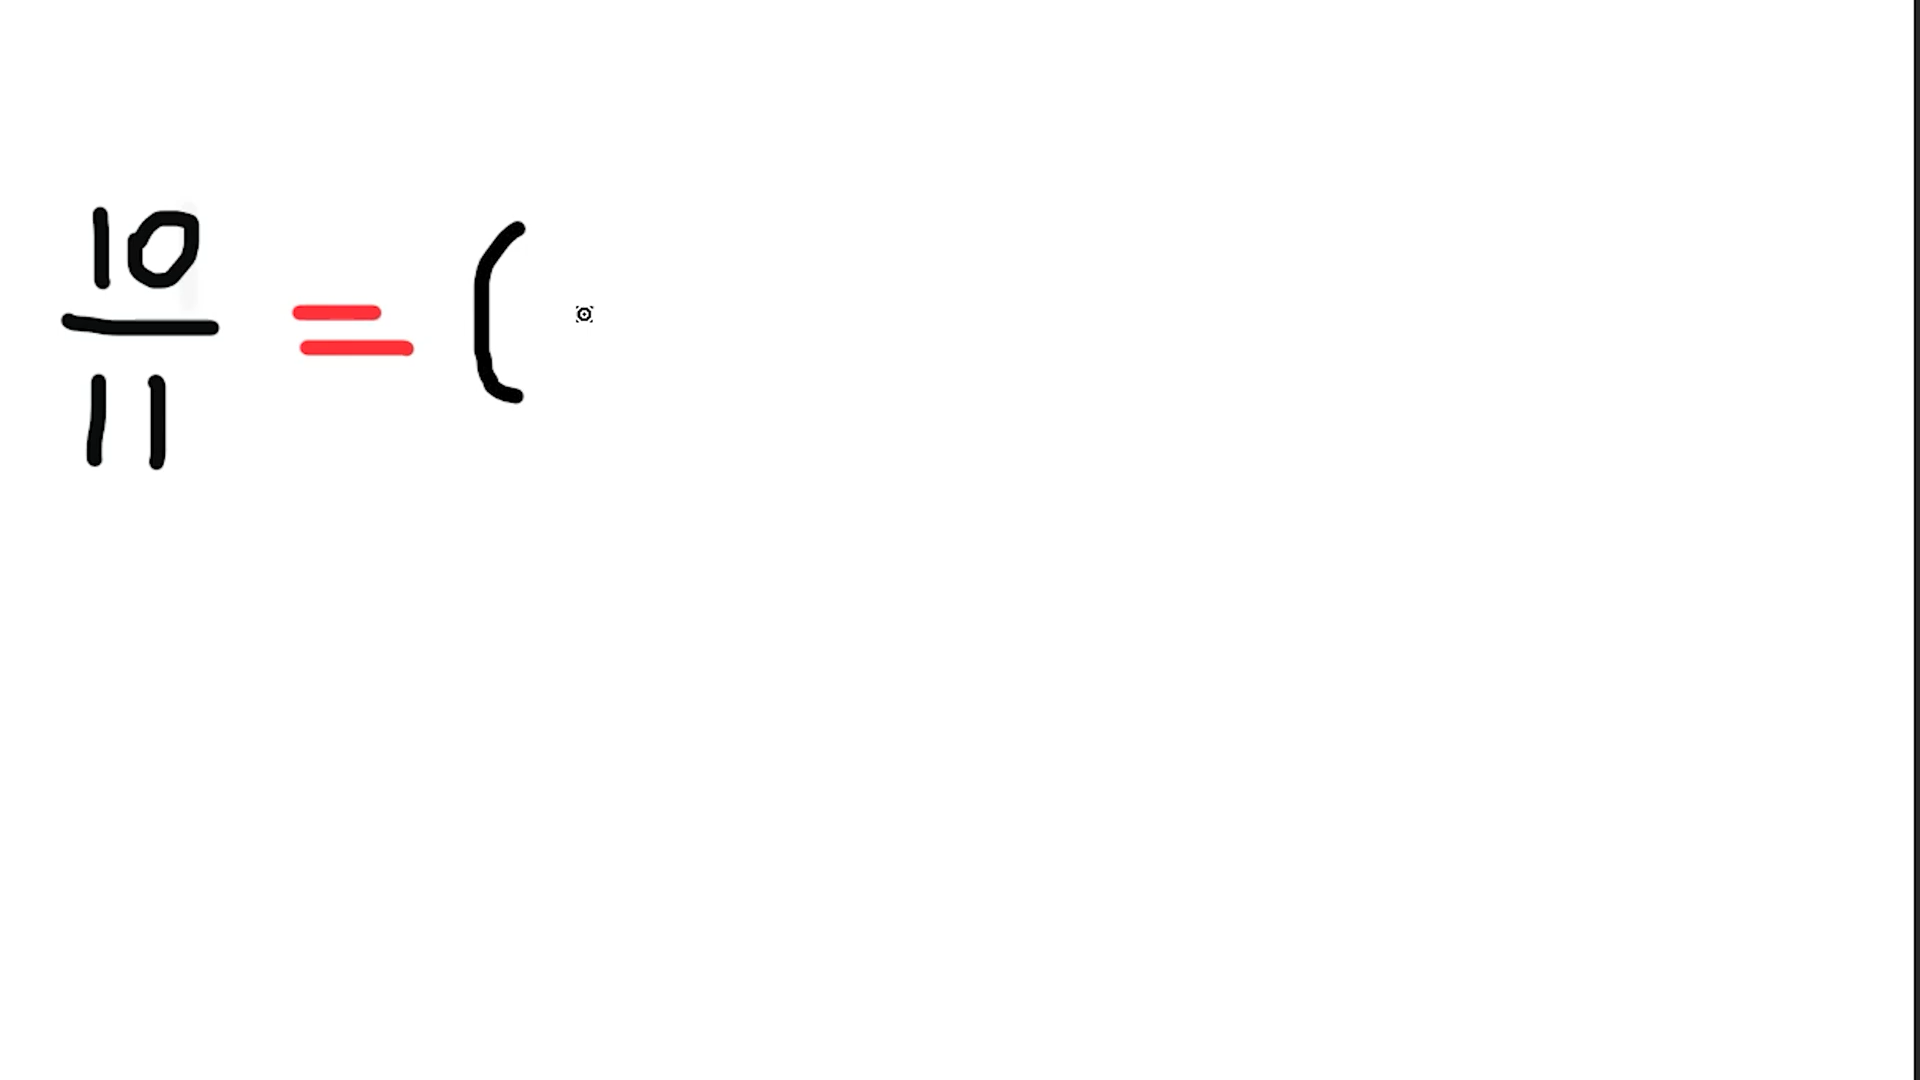 10/11 = (